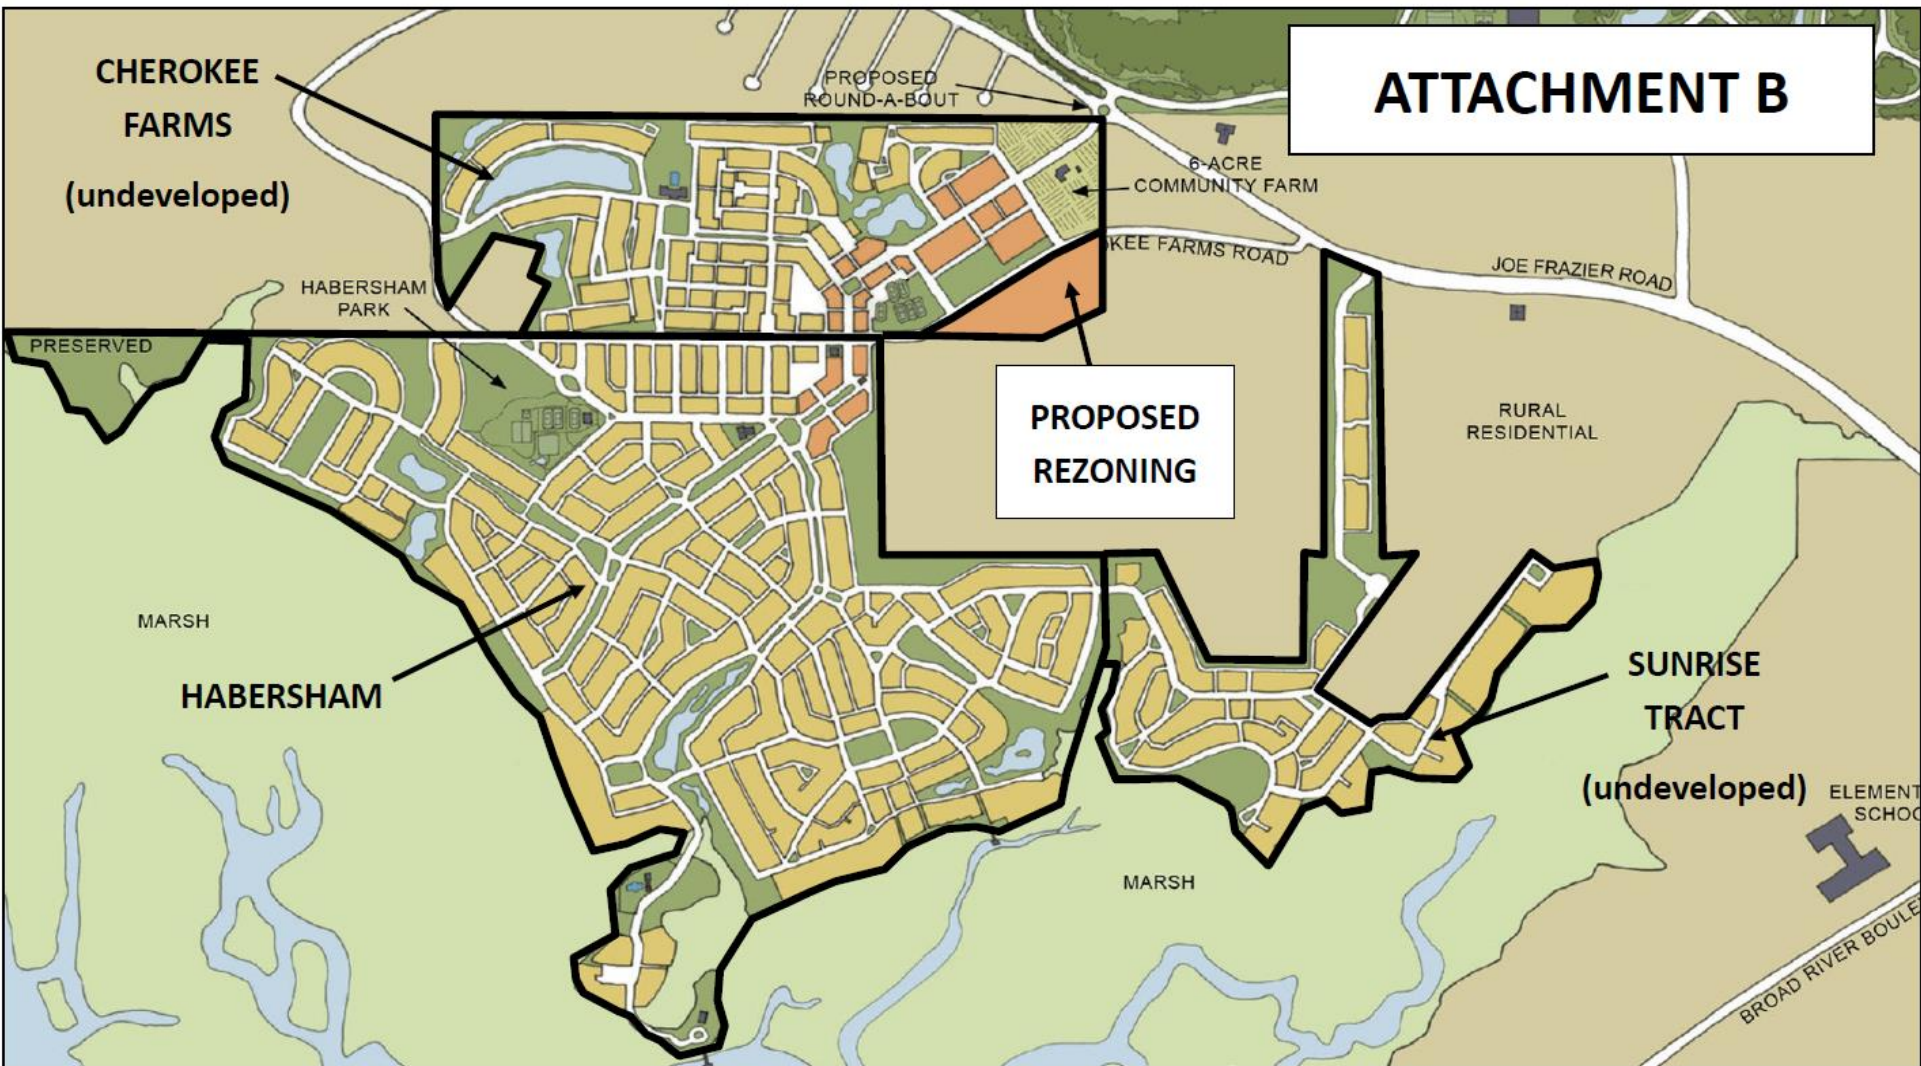 ATTACHMENT B
CHEROKEE
FARMS
(undeveloped)
PROPOSED
ROUND-A-BOUT
6-ACRE
COMMUNITY FARM
KEE FARMS ROAD
JOE FRAZIER ROAD
HABERSHAM
PARK
PRESERVED
PROPOSED
REZONING
RURAL
RESIDENTIAL
MARSH
HABERSHAM
SUNRISE
TRACT
(undeveloped)
ELEMENT
SCHOO
MARSH
BROAD RIVER BOULE